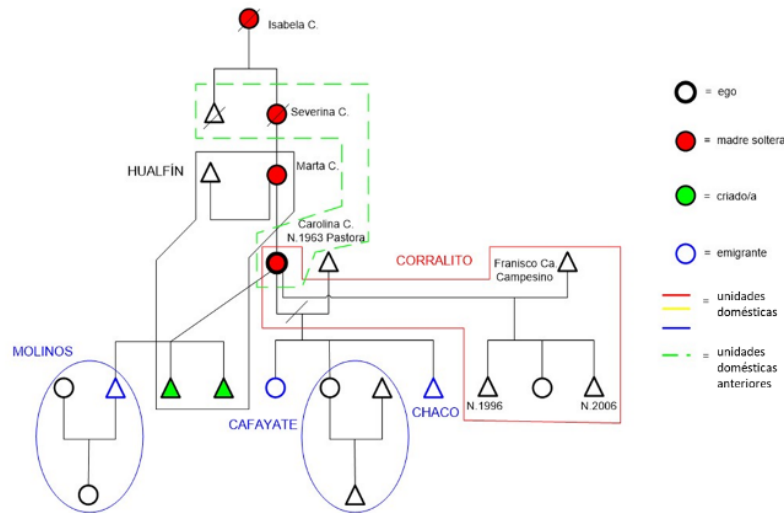 Isabela C.
= ego
Severina C.
= madre soltera
HUALFÍN
Marta C.
= criado/a
Carolina C.
N.1963 Pastora
CORRALITO
Franisco Ca.
Campesino
= emigrante
= unidades
domésticas
MOLINOS
= unidades
domésticas
anteriores
CAFAYATE
CHACO
N.1996
N.2006